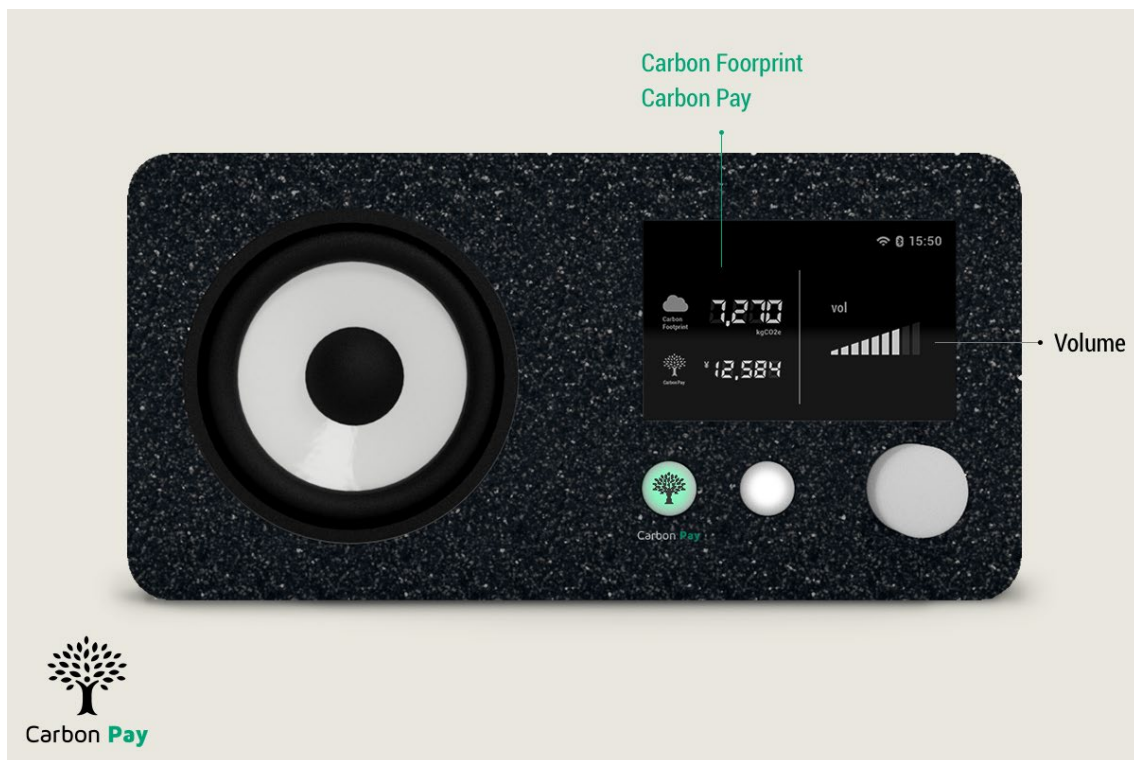 Carbon Foorprint
Carbon Pay
15:50
Carbon
Footprint
7,270
kgCO2e
vol
Volume
CarbonPay
¥12,584
Carbon Pay
Carbon Pay